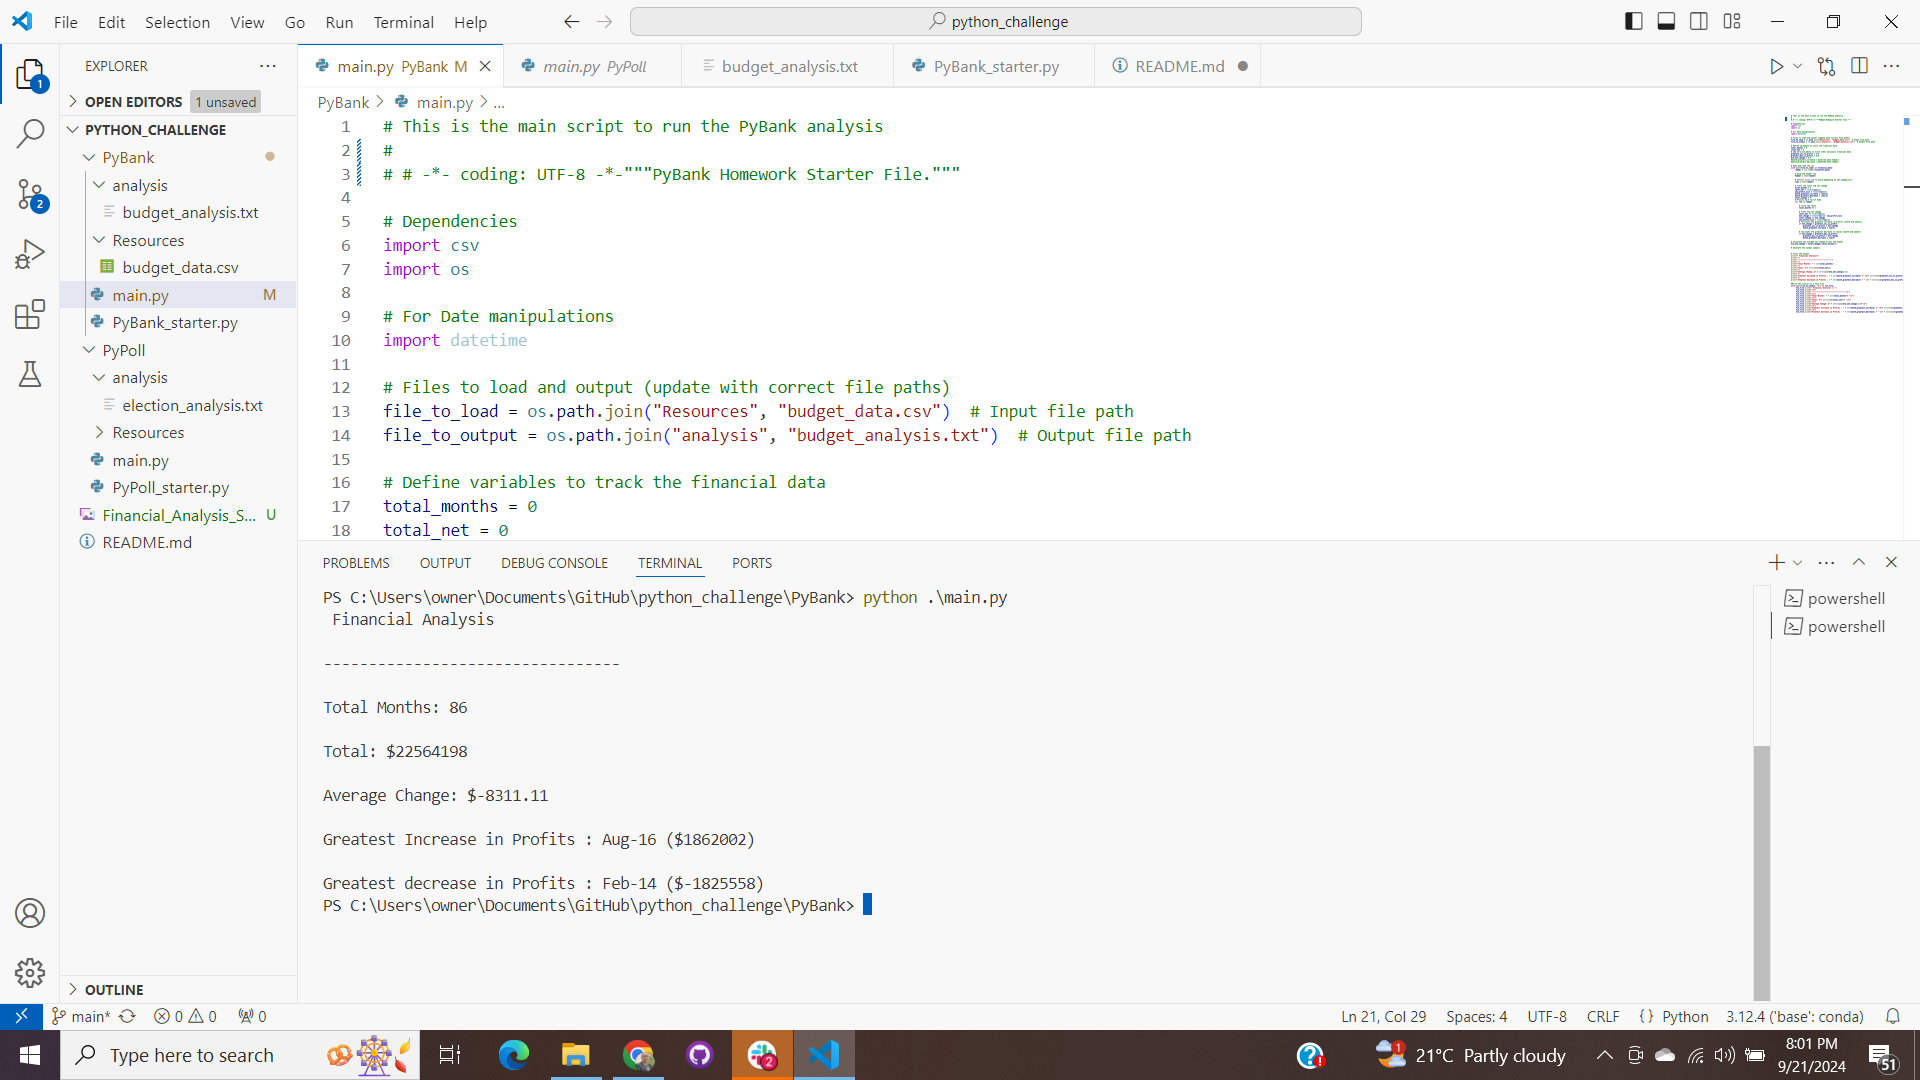 File Edit Selection View Go Run Terminal Help
python_challenge
EXPLORER
OPEN EDITORS 1 unsaved
PYTHON_CHALLENGE
PyBank
analysis
budget_analysis.txt
Resources
budget_data.csv
main.py M
PyBank_starter.py
PyPoll
analysis
election_analysis.txt
Resources
main.py
PyPoll_starter.py
Financial_Analysis_S... U
README.md
OUTLINE
1
2
main.py PyBank M
main.py PyPoll
budget_analysis.txt
PyBank_starter.py
README.md
PyBank > main.py > ...
1 # This is the main script to run the PyBank analysis
2 #
3 # # -*- coding: UTF-8 -*-"""PyBank Homework Starter File."""
4
5 # Dependencies
6 import csv
7 import os
8
9 # For Date manipulations
10 import datetime
11
12 # Files to load and output (update with correct file paths)
13 file_to_load = os.path.join("Resources", "budget_data.csv")  # Input file path
14 file_to_output = os.path.join("analysis", "budget_analysis.txt")  # Output file path
15
16 # Define variables to track the financial data
17 total_months = 0
18 total_net = 0
PROBLEMS OUTPUT DEBUG CONSOLE TERMINAL PORTS
PS C:\Users\owner\Documents\GitHub\python_challenge\PyBank> python .\main.py
Financial Analysis
---------------------------------
Total Months: 86
Total: $22564198
Average Change: $-8311.11
Greatest Increase in Profits : Aug-16 ($1862002)
Greatest decrease in Profits : Feb-14 ($-1825558)
PS C:\Users\owner\Documents\GitHub\python_challenge\PyBank>
powershell
powershell
main* 0 0 0
Ln 21, Col 29 Spaces: 4 UTF-8 CRLF {} Python 3.12.4 ('base': conda)
Type here to search
2
1
21°C Partly cloudy
8:01 PM
9/21/2024
51